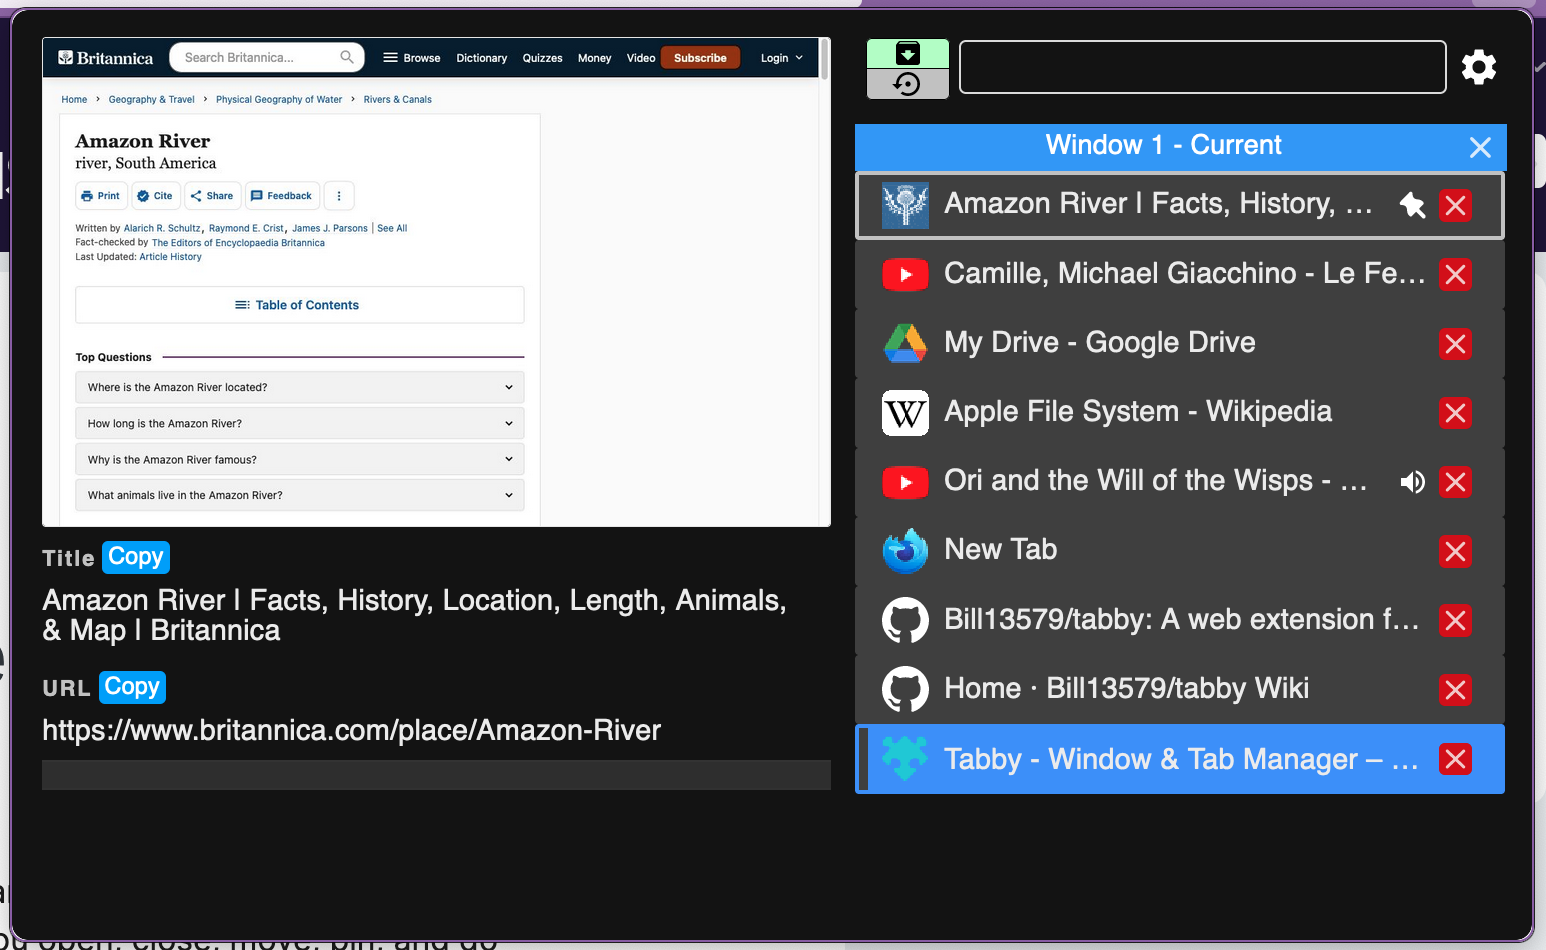 Britannica
Search Britannica...
Browse
Dictionary
Quizzes
Money
Video
Subscribe
Login
Home › Geography & Travel › Physical Geography of Water › Rivers & Canals
Amazon River
river, South America
Print
Cite
Share
Feedback
Written by Alarich R. Schultz, Raymond E. Crist, James J. Parsons | See All
Fact-checked by The Editors of Encyclopaedia Britannica
Last Updated: Article History
Table of Contents
Top Questions
Where is the Amazon River located?
How long is the Amazon River?
Why is the Amazon River famous?
What animals live in the Amazon River?
Title Copy
Amazon River | Facts, History, Location, Length, Animals,
& Map | Britannica
URL Copy
https://www.britannica.com/place/Amazon-River
Window 1 - Current
Amazon River | Facts, History, ...
Camille, Michael Giacchino - Le Fe...
My Drive - Google Drive
W
Apple File System - Wikipedia
Ori and the Will of the Wisps - ...
New Tab
Bill13579/tabby: A web extension f...
Home · Bill13579/tabby Wiki
Tabby - Window & Tab Manager – ...
open, close, move, pin, and go